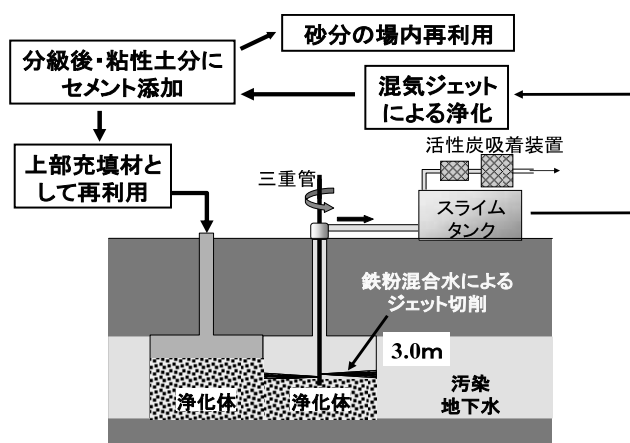 砂分の場内再利用
分級後・粘性土分に
セメント添加
混気ジェット
による浄化
活性炭吸着装置
上部充填材と
して再利用
三重管
スライム
タンク
鉄粉混合水による
ジェット切削
3.0m
浄化体
浄化体
汚染
地下水